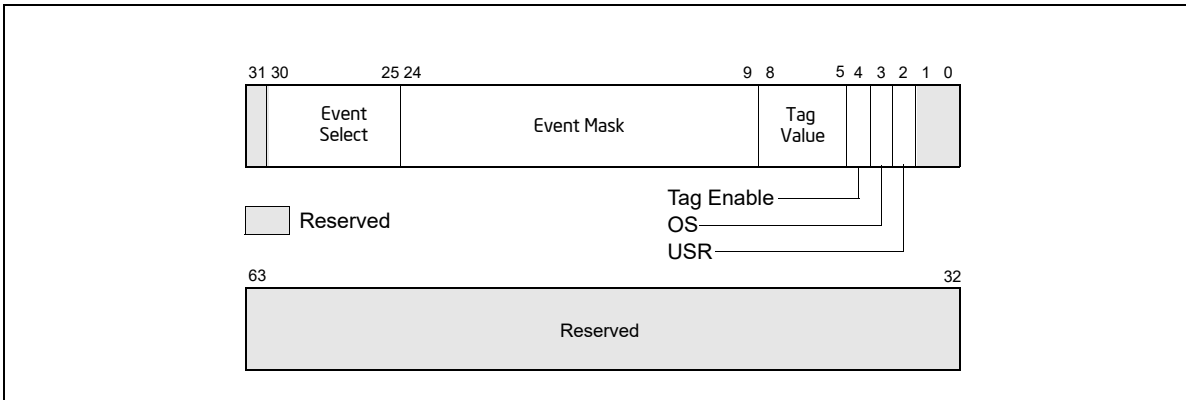 31 30 25 24 9 8 5 4 3 2 1 0
Event
Select
Event Mask
Tag
Value
Tag Enable
OS
USR
Reserved
63 32
Reserved